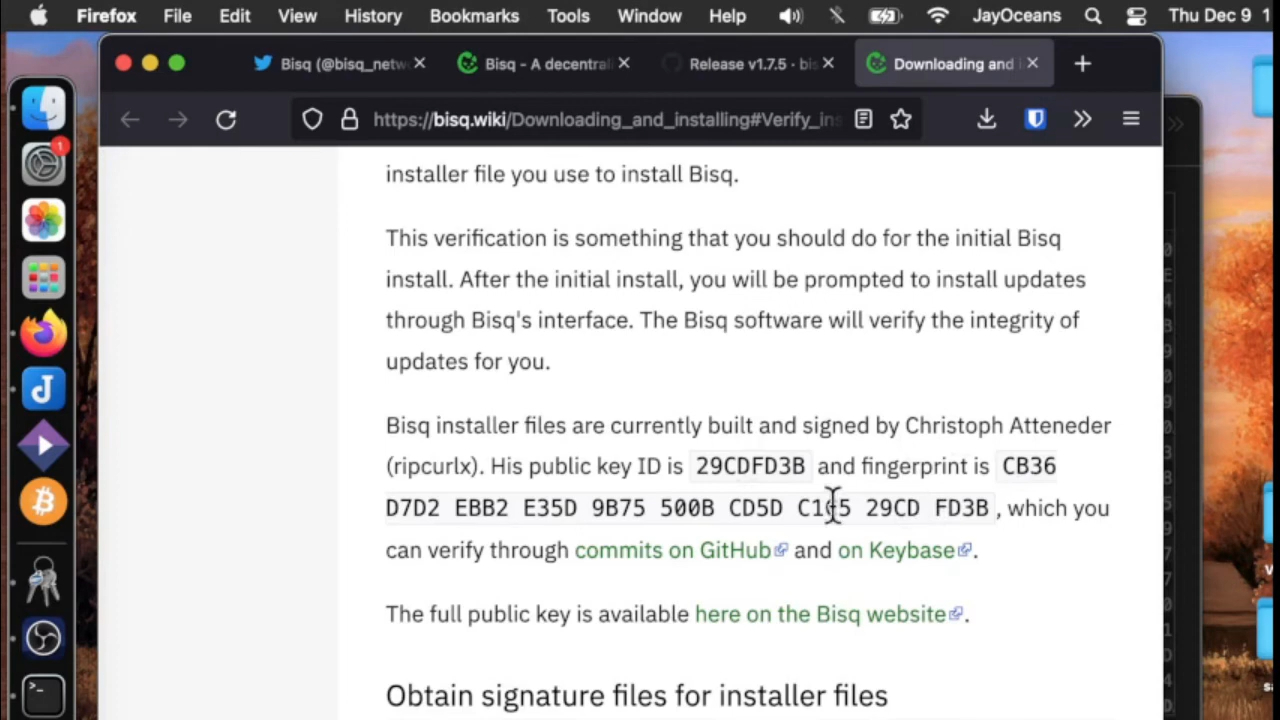 Firefox File Edit View History Bookmarks Tools Window Help JayOceans Thu Dec 9 1
Bisq (@bisq_netw Bisq - A decentral Release v1.7.5 · bis Downloading and i
https://bisq.wiki/Downloading_and_installing#Verify_ins
1
installer file you use to install Bisq.
This verification is something that you should do for the initial Bisq
install. After the initial install, you will be prompted to install updates
through Bisq's interface. The Bisq software will verify the integrity of
updates for you.
Bisq installer files are currently built and signed by Christoph Atteneder
(ripcurlx). His public key ID is 29CDFD3B and fingerprint is CB36
D7D2 EBB2 E35D 9B75 500B CD5D 29CD FD3B, which you
can verify through commits on GitHub and on Keybase.
The full public key is available here on the Bisq website.
Obtain signature files for installer files